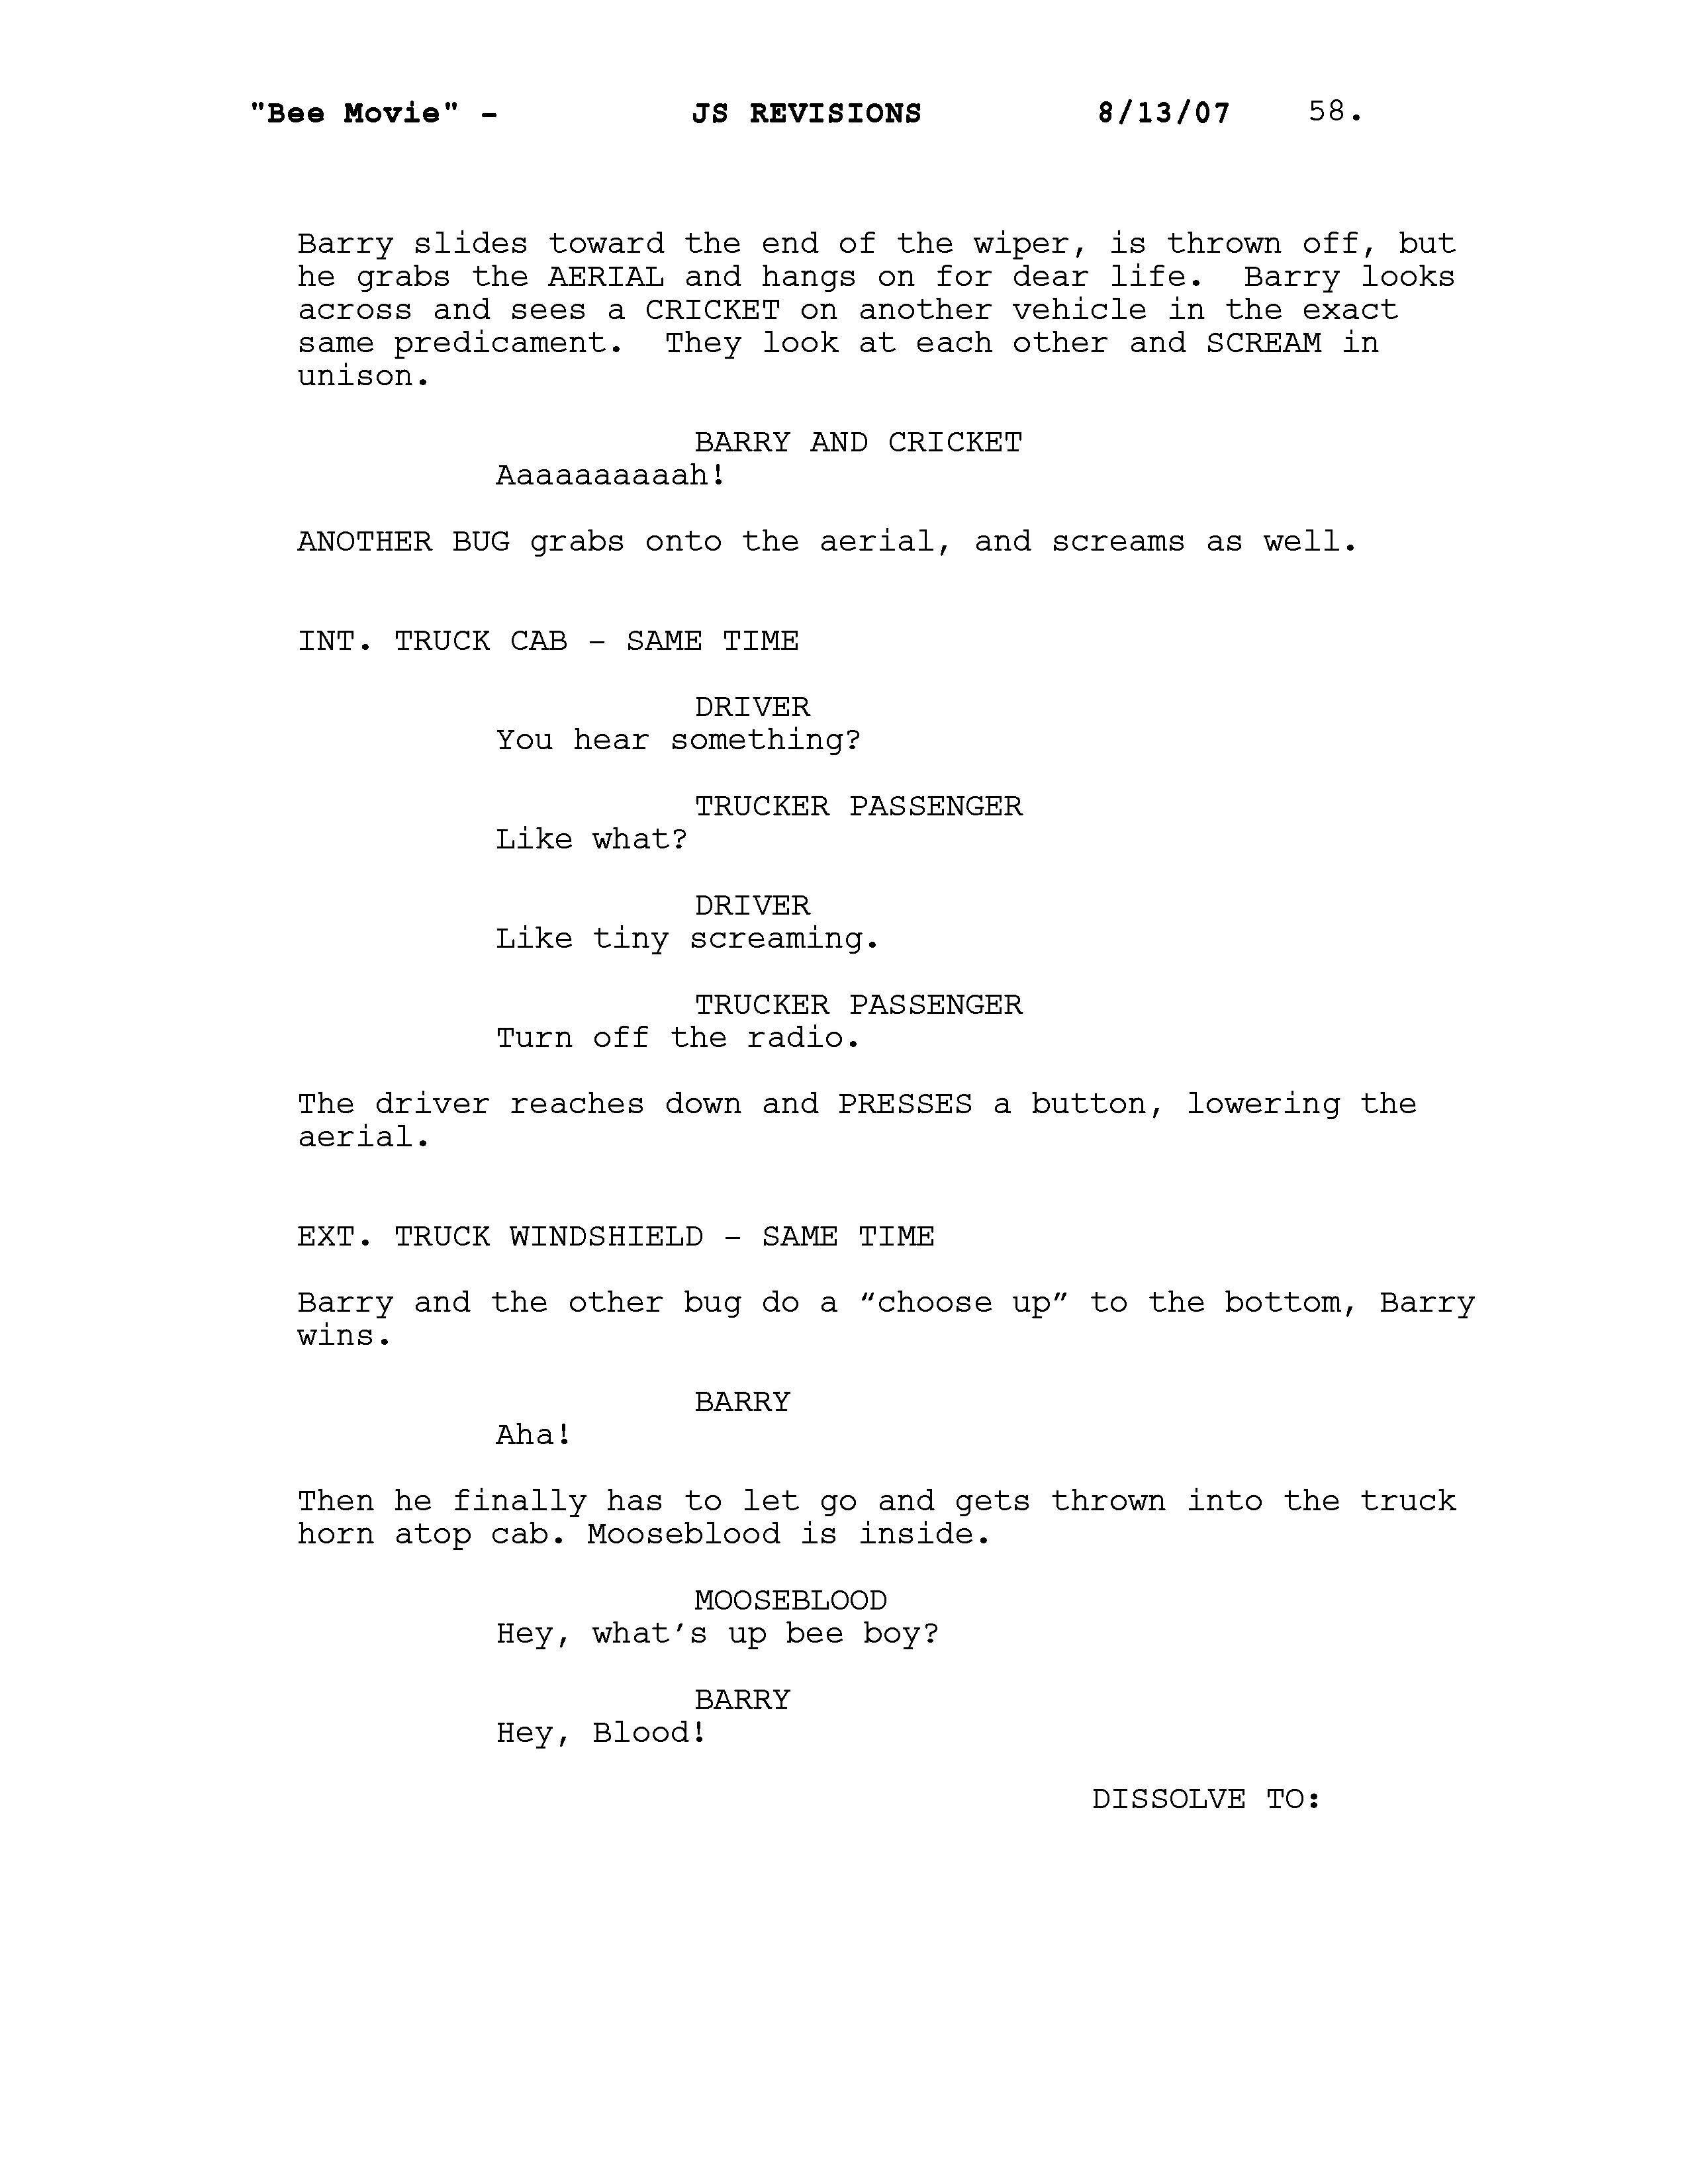 "Bee Movie" - JS REVISIONS 8/13/07 58.
Barry slides toward the end of the wiper, is thrown off, but
he grabs the AERIAL and hangs on for dear life.  Barry looks
across and sees a CRICKET on another vehicle in the exact
same predicament.  They look at each other and SCREAM in
unison.
BARRY AND CRICKET
Aaaaaaaaaaah!
ANOTHER BUG grabs onto the aerial, and screams as well.
INT. TRUCK CAB - SAME TIME
DRIVER
You hear something?
TRUCKER PASSENGER
Like what?
DRIVER
Like tiny screaming.
TRUCKER PASSENGER
Turn off the radio.
The driver reaches down and PRESSES a button, lowering the
aerial.
EXT. TRUCK WINDSHIELD - SAME TIME
Barry and the other bug do a “choose up” to the bottom, Barry
wins.
BARRY
Aha!
Then he finally has to let go and gets thrown into the truck
horn atop cab. Mooseblood is inside.
MOOSEBLOOD
Hey, what’s up bee boy?
BARRY
Hey, Blood!
DISSOLVE TO: